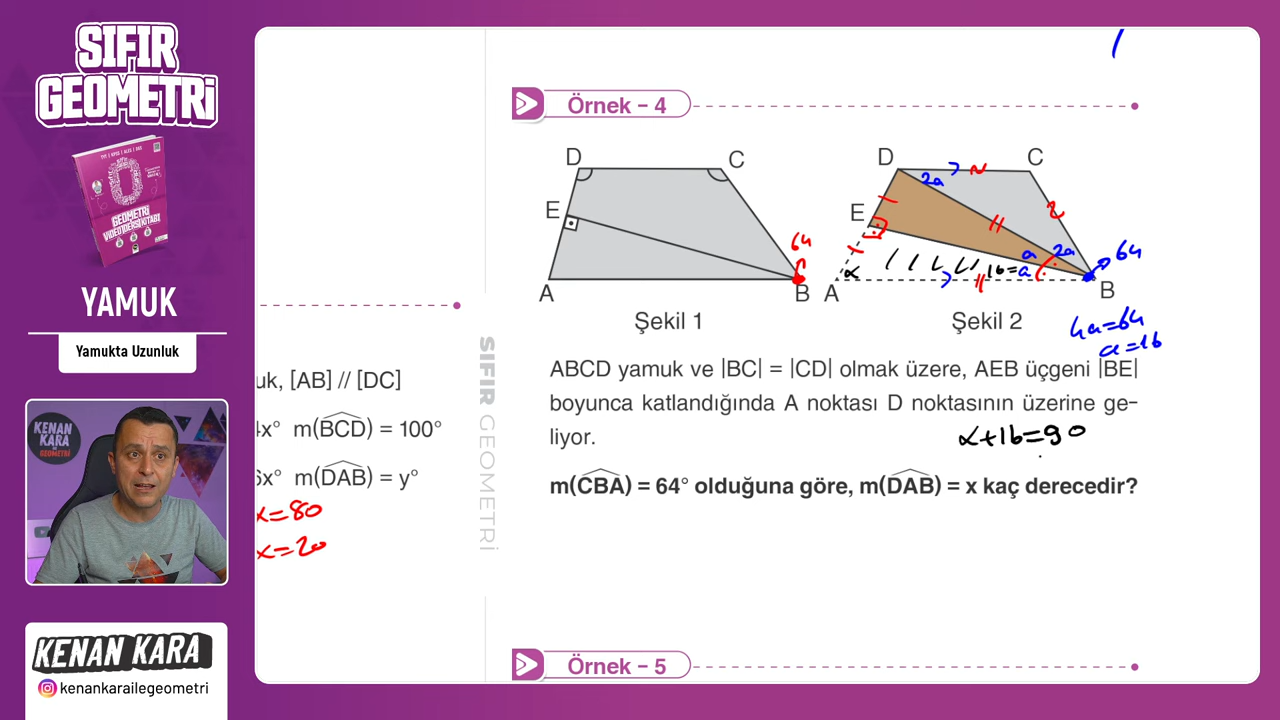 SIFIR
GEOMETRİ
GEOMETRİ
VİDEO DERS KİTABI
YAMUK
Yamukta Uzunluk
KENAN
KARA
ile
GEOMETRİ
KENAN KARA
kenankarailegeometri
uk, [AB] // [DC]
4x° m(BCD) = 100°
6x° m(DAB) = y°
x=80
x=20
SIFIR GEOMETRİ
Örnek – 4
D C
E
64
A B
Şekil 1
D C
2a
E
a 2a 64
x 16=a
A B
Şekil 2
4a=64
a=16
ABCD yamuk ve |BC| = |CD| olmak üzere, AEB üçgeni |BE|
boyunca katlandığında A noktası D noktasının üzerine ge-
liyor.
x+16=90
m(CBA) = 64° olduğuna göre, m(DAB) = x kaç derecedir?
Örnek – 5